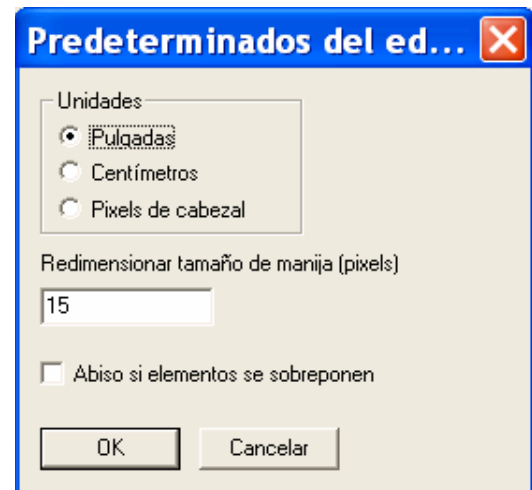 Predeterminados del ed...
Unidades
Pulgadas
Centímetros
Pixels de cabezal
Redimensionar tamaño de manija (pixels)
15
Abiso si elementos se sobreponen
OK Cancelar